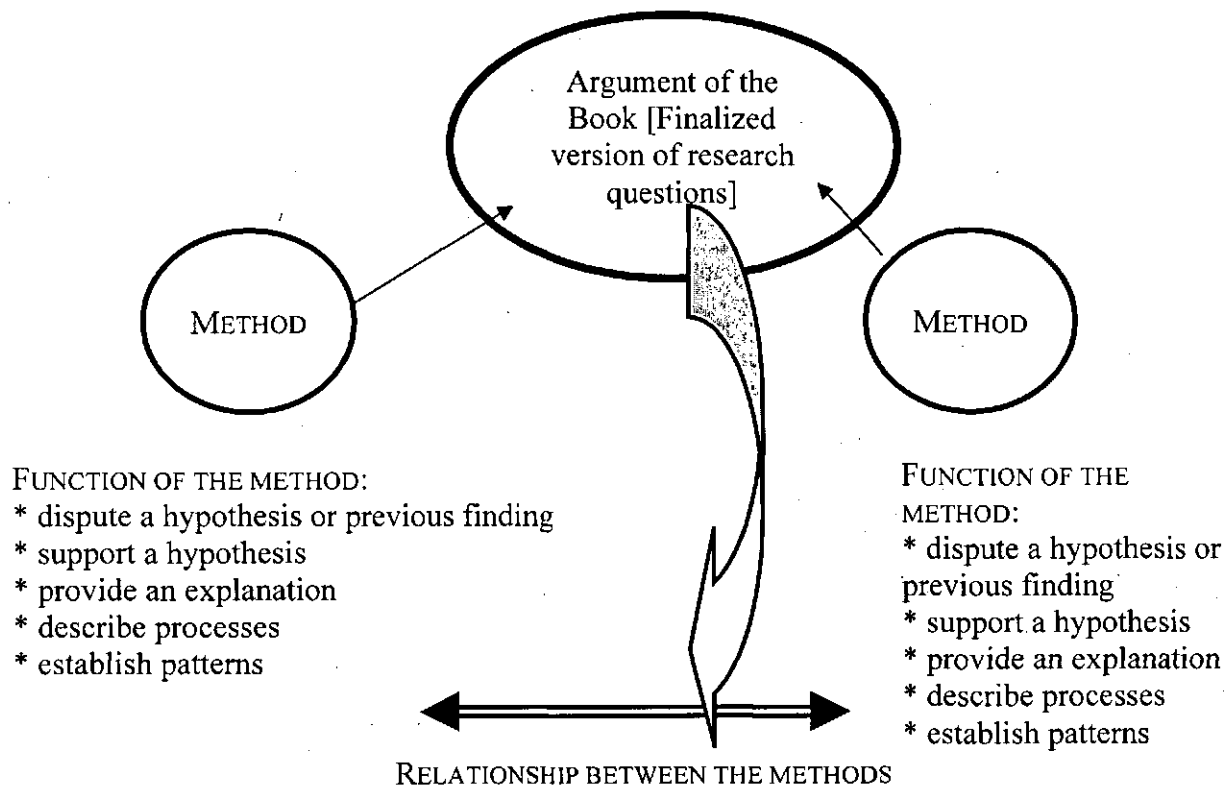 Argument of the
Book [Finalized
version of research
questions]
METHOD
METHOD
FUNCTION OF THE METHOD:
* dispute a hypothesis or previous finding
* support a hypothesis
* provide an explanation
* describe processes
* establish patterns
FUNCTION OF THE
METHOD:
* dispute a hypothesis or
previous finding
* support a hypothesis
* provide an explanation
* describe processes
* establish patterns
RELATIONSHIP BETWEEN THE METHODS